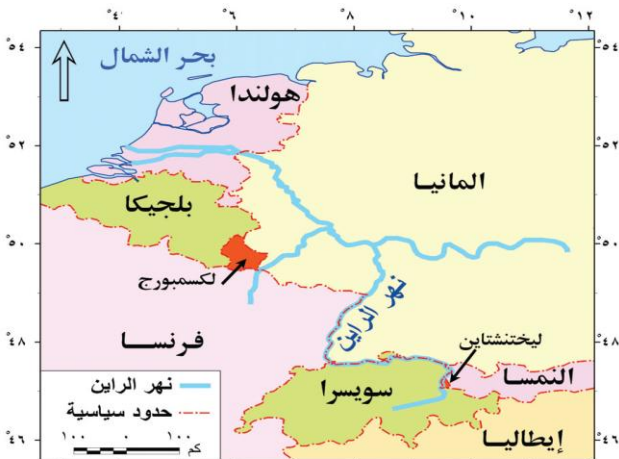 °٤ °٦ °٨ °١٠ °١٢
°٥٤ °٥٤
بحر الشمال
هولندا
°٥٢ °٥٢
المانيا
بلجيكا
°٥٠ °٥٠
لكسمبورج
نهر الراين
فرنسا
°٤٨ °٤٨
ليختنشتاين
النمسا
سويسرا
إيطاليا
°٤٦ °٤٦
نهر الراين
حدود سياسية
١٠٠ ٠ ١٠٠
كم